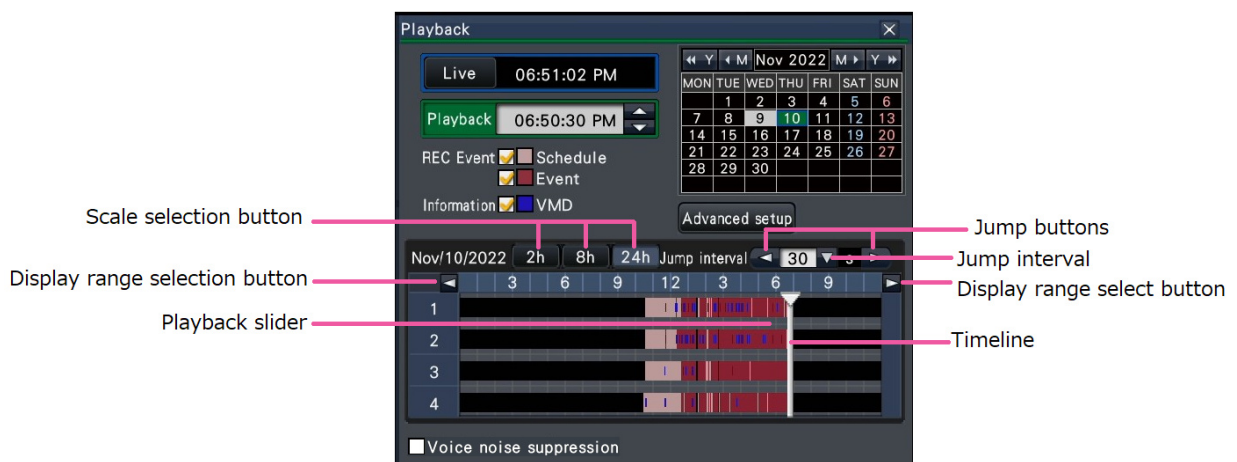 Playback
Live 06:51:02 PM
Playback 06:50:30 PM
REC Event Schedule
Event
Information VMD
Y M Nov 2022 M Y
MON TUE WED THU FRI SAT SUN
1 2 3 4 5 6
7 8 9 10 11 12 13
14 15 16 17 18 19 20
21 22 23 24 25 26 27
28 29 30
Advanced setup
Scale selection button
Jump buttons
Nov/10/2022 2h 8h 24h Jump interval 30 s
Jump interval
Display range selection button
3 6 9 12 3 6 9
Display range select button
1
Playback slider
2
Timeline
3
4
Voice noise suppression